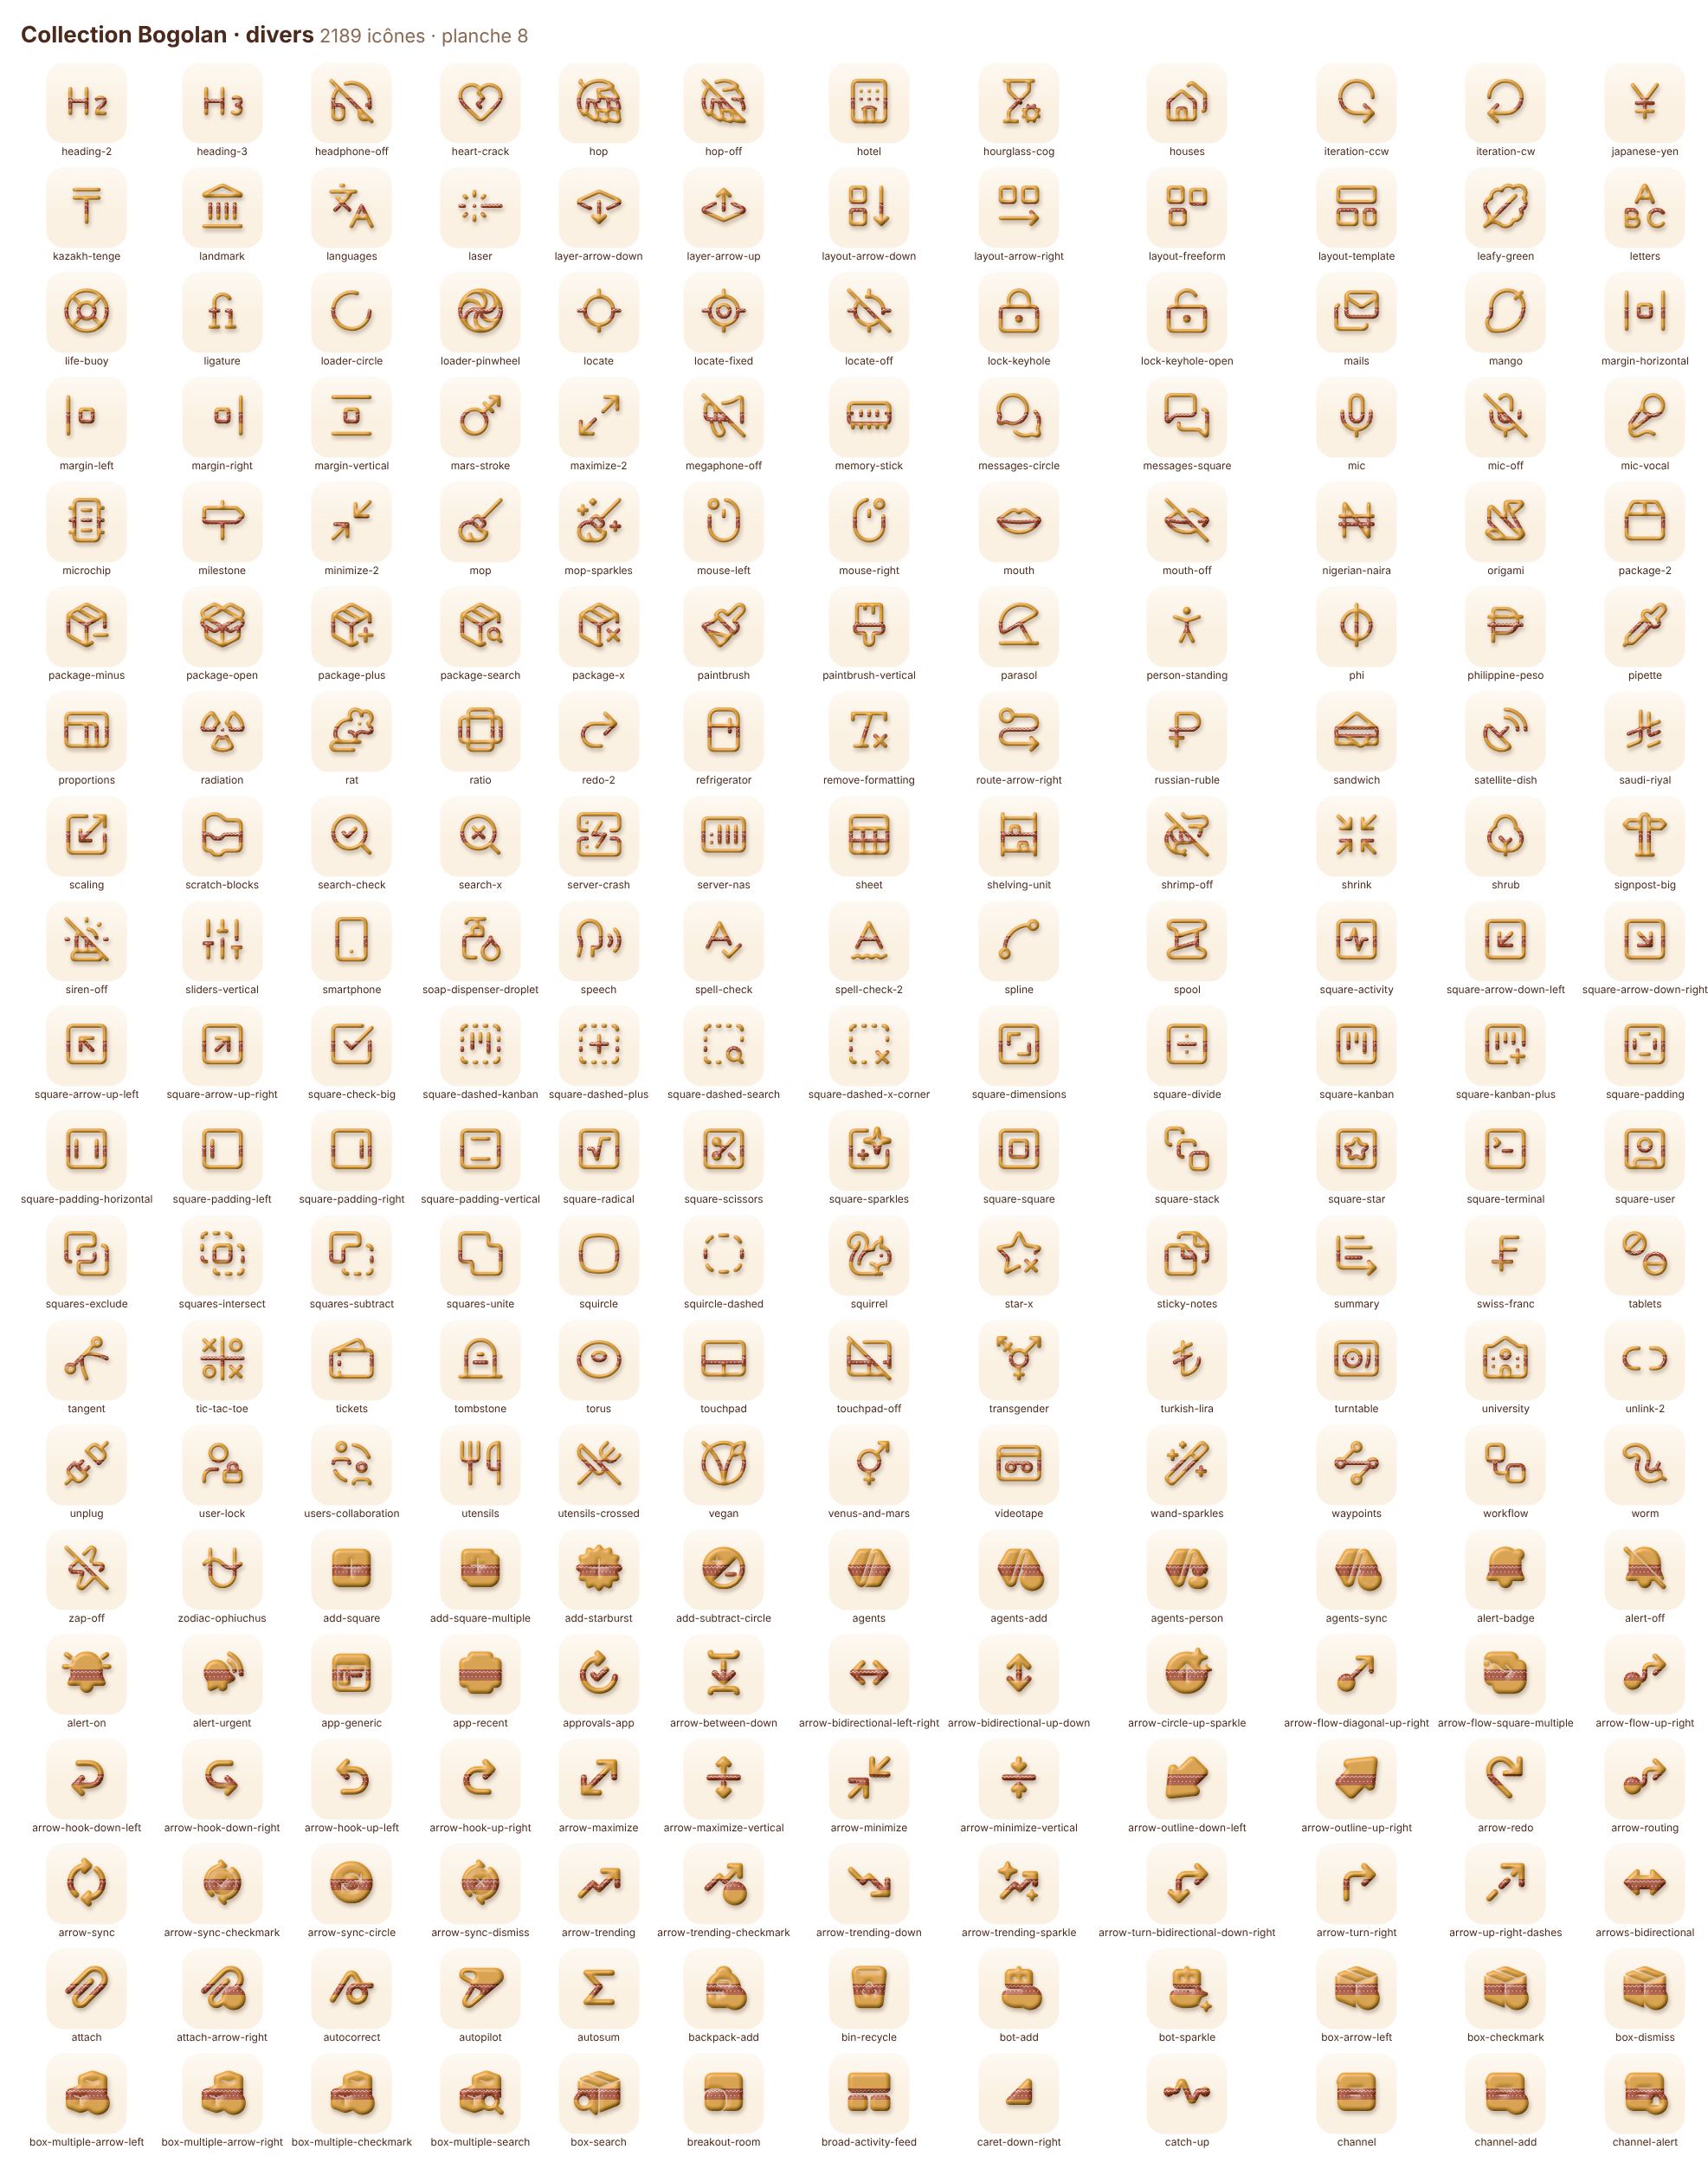 Collection Bogolan · divers 2189 icônes · planche 8
heading-2 heading-3 headphone-off heart-crack hop hop-off hotel hourglass-cog houses iteration-ccw iteration-cw japanese-yen
kazakh-tenge landmark languages laser layer-arrow-down layer-arrow-up layout-arrow-down layout-arrow-right layout-freeform layout-template leafy-green letters
life-buoy ligature loader-circle loader-pinwheel locate locate-fixed locate-off lock-keyhole lock-keyhole-open mails mango margin-horizontal
margin-left margin-right margin-vertical mars-stroke maximize-2 megaphone-off memory-stick messages-circle messages-square mic mic-off mic-vocal
microchip milestone minimize-2 mop mop-sparkles mouse-left mouse-right mouth mouth-off nigerian-naira origami package-2
package-minus package-open package-plus package-search package-x paintbrush paintbrush-vertical parasol person-standing phi philippine-peso pipette
proportions radiation rat ratio redo-2 refrigerator remove-formatting route-arrow-right russian-ruble sandwich satellite-dish saudi-riyal
scaling scratch-blocks search-check search-x server-crash server-nas sheet shelving-unit shrimp-off shrink shrub signpost-big
siren-off sliders-vertical smartphone soap-dispenser-droplet speech spell-check spell-check-2 spline spool square-activity square-arrow-down-left square-arrow-down-right
square-arrow-up-left square-arrow-up-right square-check-big square-dashed-kanban square-dashed-plus square-dashed-search square-dashed-x-corner square-dimensions square-divide square-kanban square-kanban-plus square-padding
square-padding-horizontal square-padding-left square-padding-right square-padding-vertical square-radical square-scissors square-sparkles square-square square-stack square-star square-terminal square-user
squares-exclude squares-intersect squares-subtract squares-unite squircle squircle-dashed squirrel star-x sticky-notes summary swiss-franc tablets
tangent tic-tac-toe tickets tombstone torus touchpad touchpad-off transgender turkish-lira turntable university unlink-2
unplug user-lock users-collaboration utensils utensils-crossed vegan venus-and-mars videotape wand-sparkles waypoints workflow worm
zap-off zodiac-ophiuchus add-square add-square-multiple add-starburst add-subtract-circle agents agents-add agents-person agents-sync alert-badge alert-off
alert-on alert-urgent app-generic app-recent approvals-app arrow-between-down arrow-bidirectional-left-right arrow-bidirectional-up-down arrow-circle-up-sparkle arrow-flow-diagonal-up-right arrow-flow-square-multiple arrow-flow-up-right
arrow-hook-down-left arrow-hook-down-right arrow-hook-up-left arrow-hook-up-right arrow-maximize arrow-maximize-vertical arrow-minimize arrow-minimize-vertical arrow-outline-down-left arrow-outline-up-right arrow-redo arrow-routing
arrow-sync arrow-sync-checkmark arrow-sync-circle arrow-sync-dismiss arrow-trending arrow-trending-checkmark arrow-trending-down arrow-trending-sparkle arrow-turn-bidirectional-down-right arrow-turn-right arrow-up-right-dashes arrows-bidirectional
attach attach-arrow-right autocorrect autopilot autosum backpack-add bin-recycle bot-add bot-sparkle box-arrow-left box-checkmark box-dismiss
box-multiple-arrow-left box-multiple-arrow-right box-multiple-checkmark box-multiple-search box-search breakout-room broad-activity-feed caret-down-right catch-up channel channel-add channel-alert